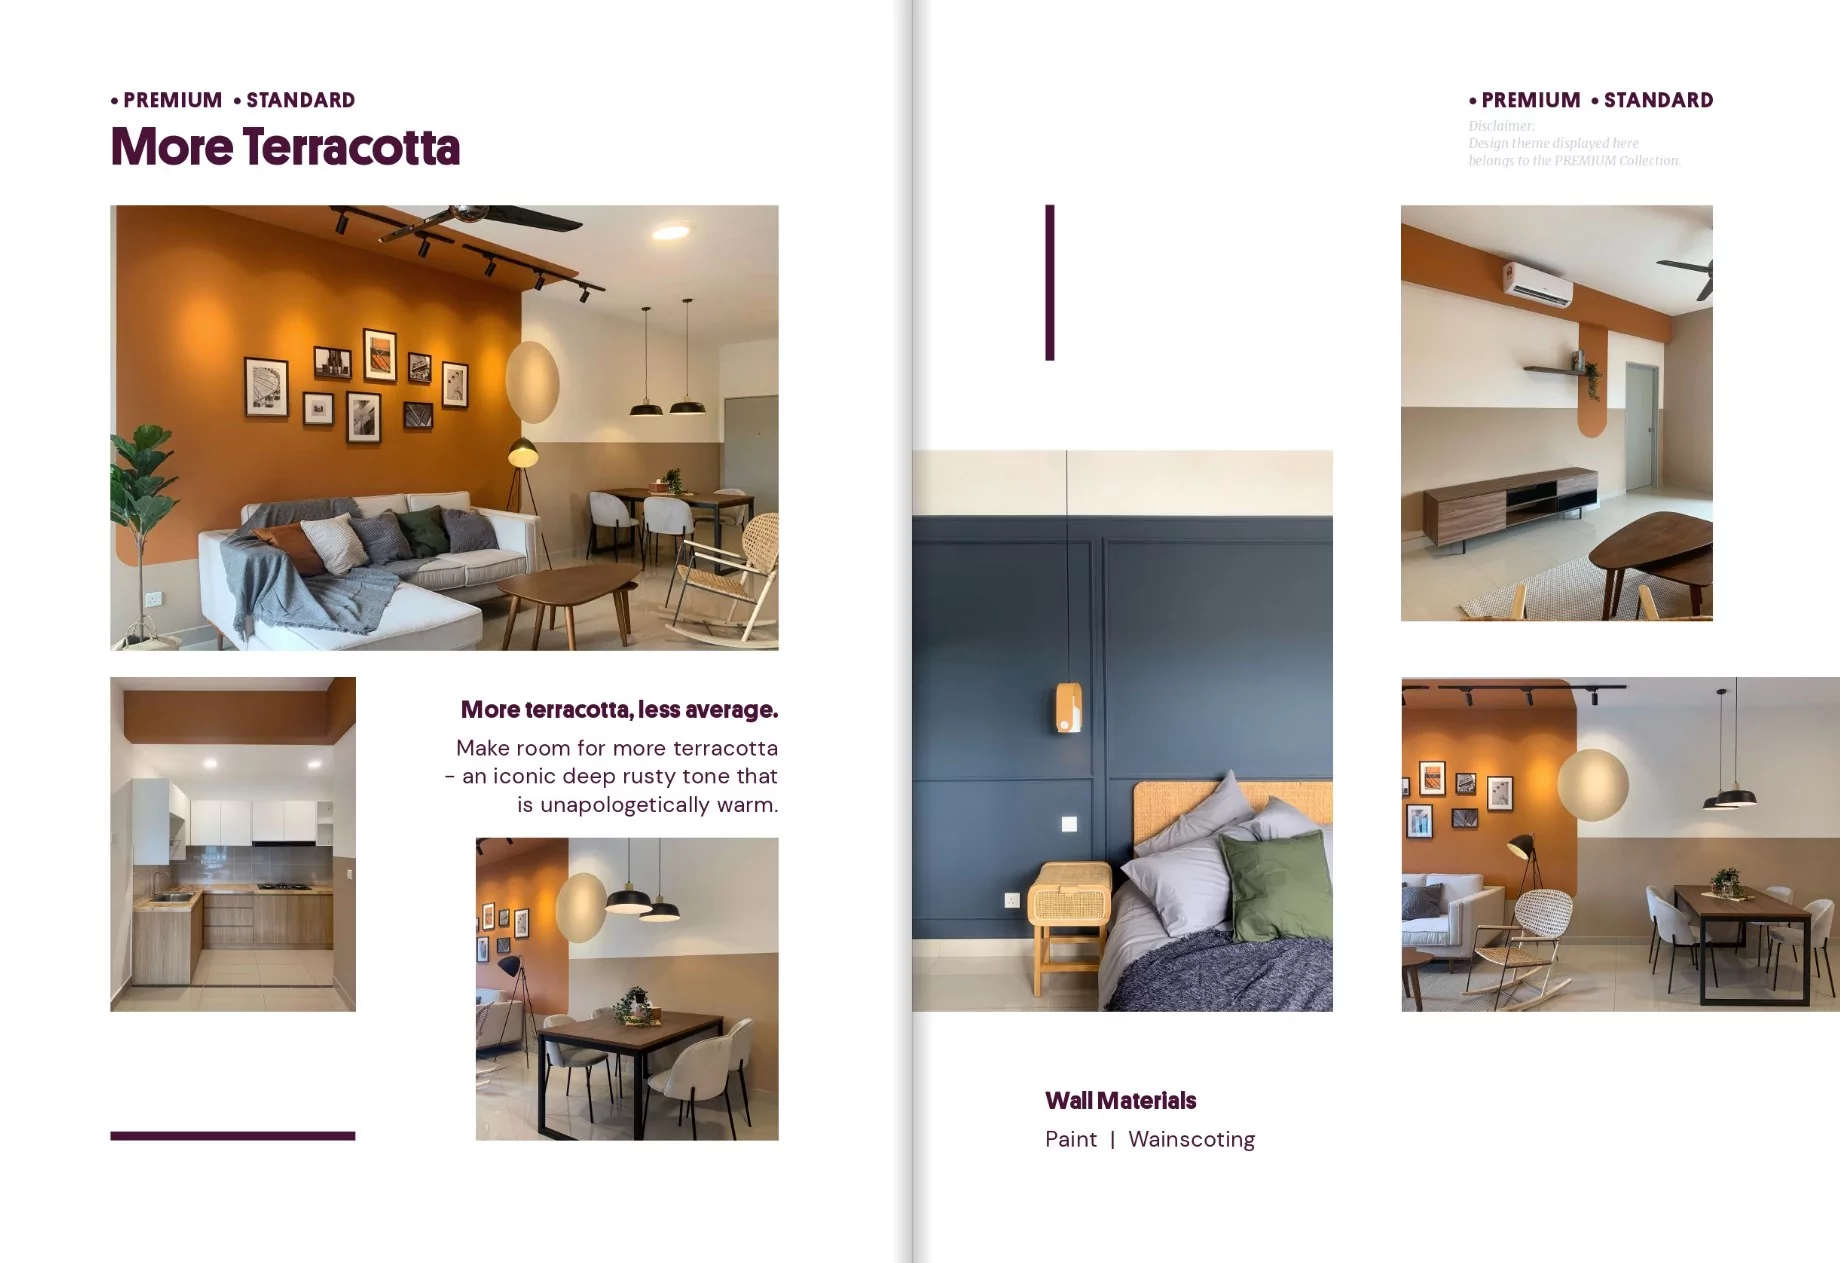 • PREMIUM • STANDARD
More Terracotta
More terracotta, less average.
Make room for more terracotta
– an iconic deep rusty tone that
is unapologetically warm.
• PREMIUM • STANDARD
Disclaimer:
Design theme displayed here
belongs to the PREMIUM Collection.
Wall Materials
Paint | Wainscoting